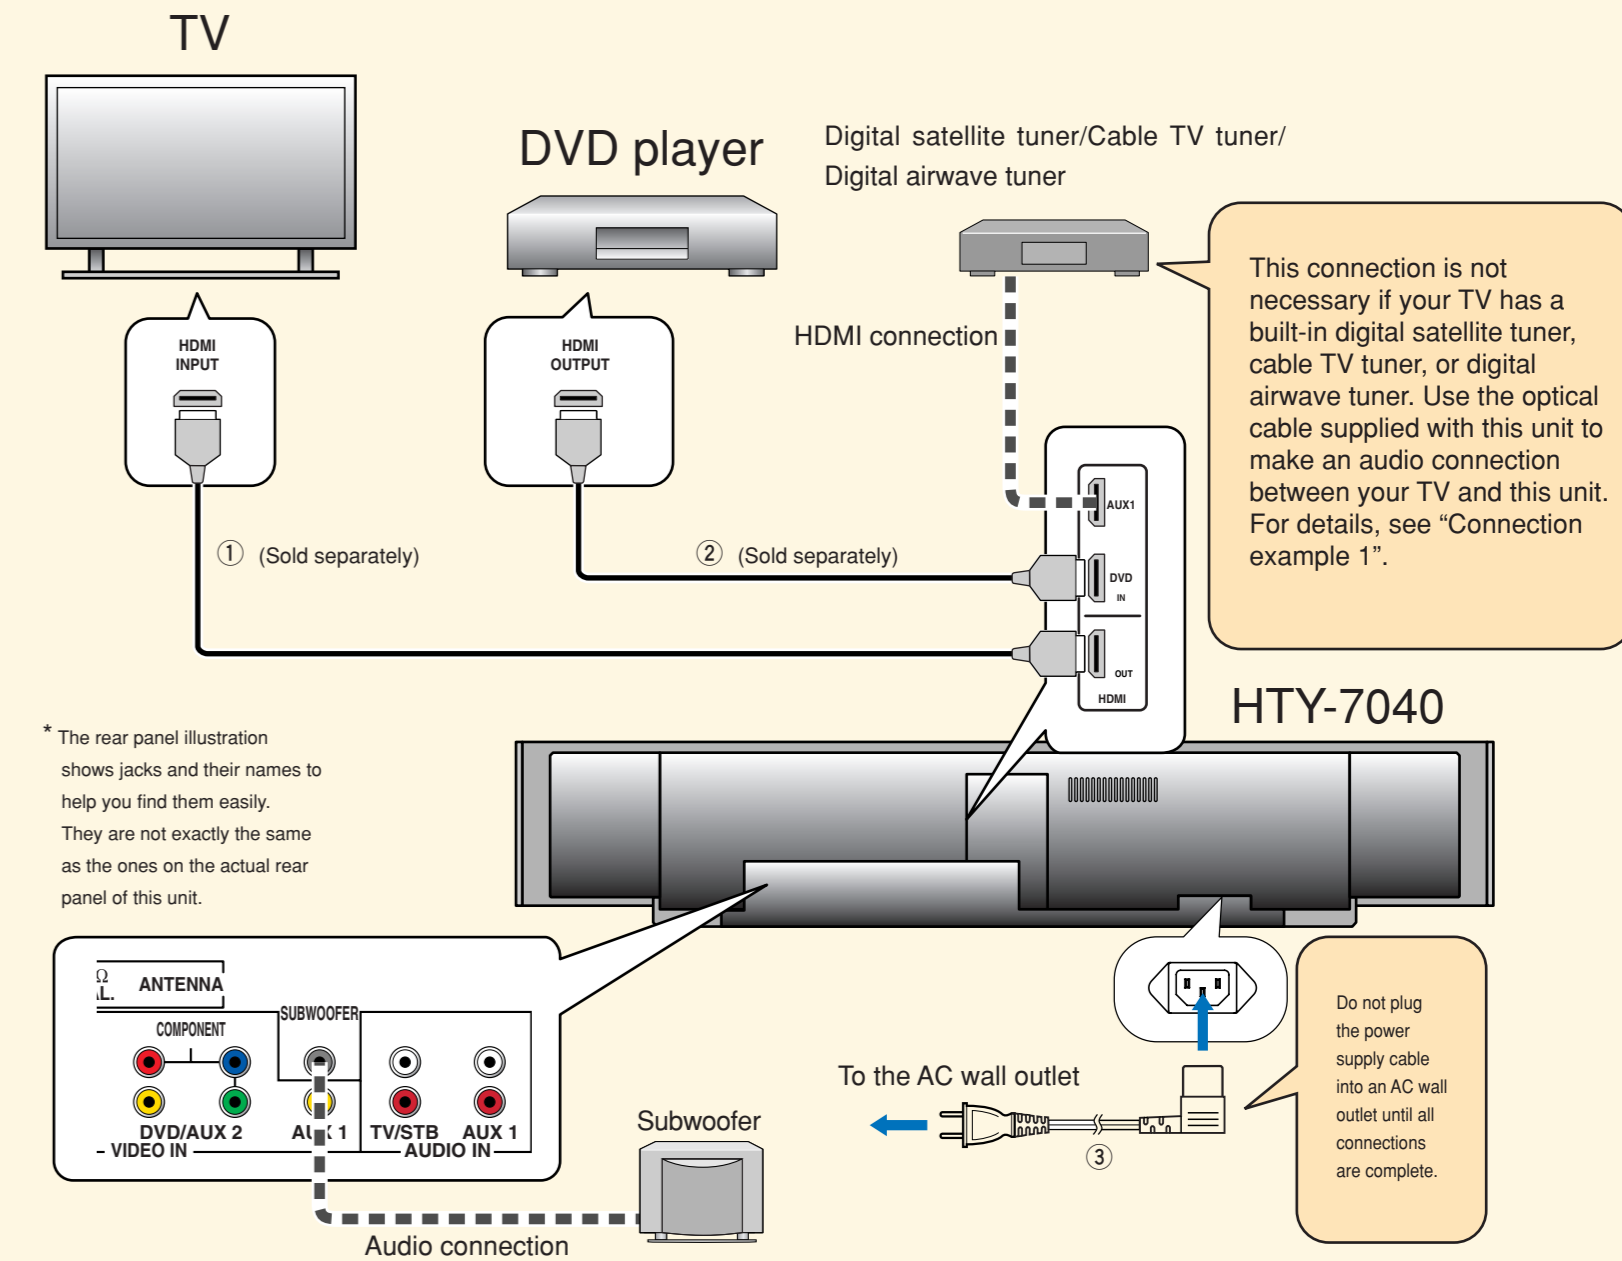 TV
DVD player
Digital satellite tuner/Cable TV tuner/
Digital airwave tuner
This connection is not
necessary if your TV has a
built-in digital satellite tuner,
cable TV tuner, or digital
airwave tuner. Use the optical
cable supplied with this unit to
make an audio connection
between your TV and this unit.
For details, see “Connection
example 1”.
HDMI
INPUT
HDMI
OUTPUT
HDMI connection
AUX1
① (Sold separately)
② (Sold separately)
DVD
IN
OUT
HDMI
HTY-7040
* The rear panel illustration
shows jacks and their names to
help you find them easily.
They are not exactly the same
as the ones on the actual rear
panel of this unit.
Ω
AL.
ANTENNA
SUBWOOFER
COMPONENT
DVD/AUX 2
AUX 1
TV/STB
AUX 1
VIDEO IN
AUDIO IN
Subwoofer
Audio connection
To the AC wall outlet
③
Do not plug
the power
supply cable
into an AC wall
outlet until all
connections
are complete.